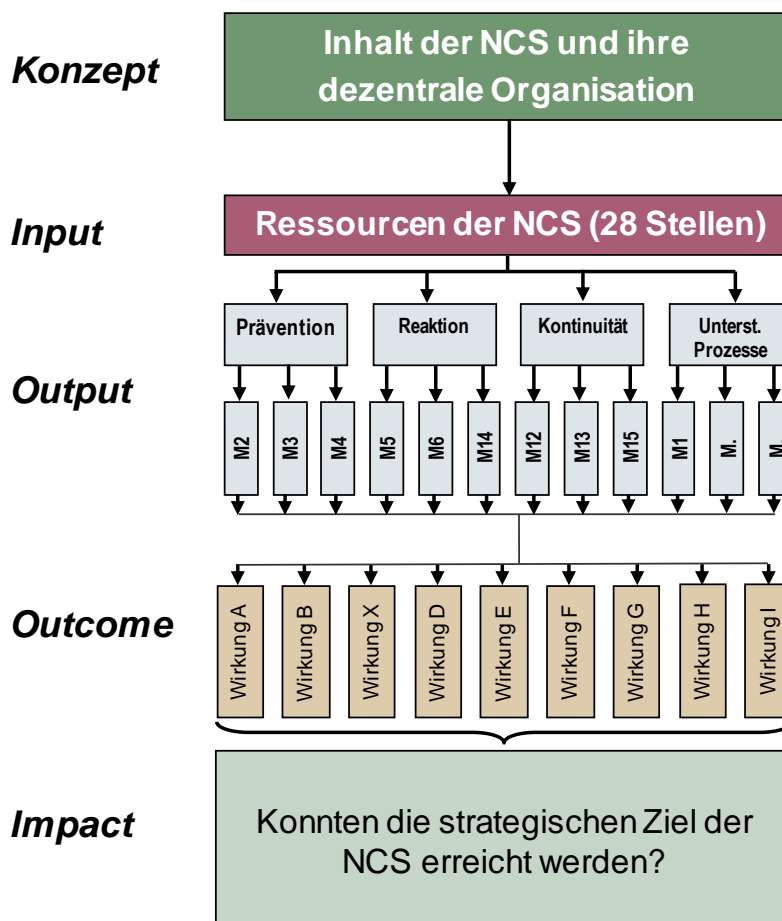 Konzept
Inhalt der NCS und ihre
dezentrale Organisation
Input
Ressourcen der NCS (28 Stellen)
Prävention
Reaktion
Kontinuität
Unterst.
Prozesse
Output
M2
M3
M4
M5
M6
M14
M12
M13
M15
M1
M.
M.
Outcome
Wirkung A
Wirkung B
Wirkung X
Wirkung D
Wirkung E
Wirkung F
Wirkung G
Wirkung H
Wirkung I
Impact
Konnten die strategischen Ziel der
NCS erreicht werden?